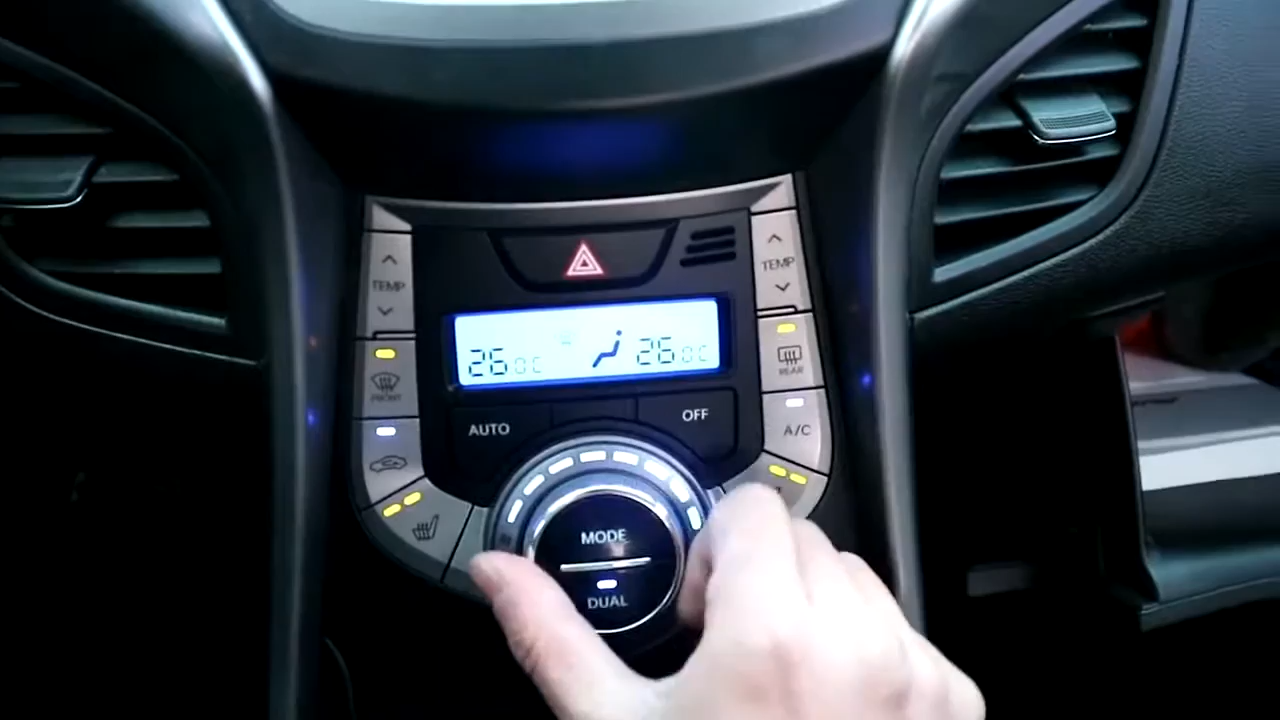 TEMP
TEMP
26°C 26°C
FRONT
REAR
AUTO
OFF
A/C
MODE
DUAL